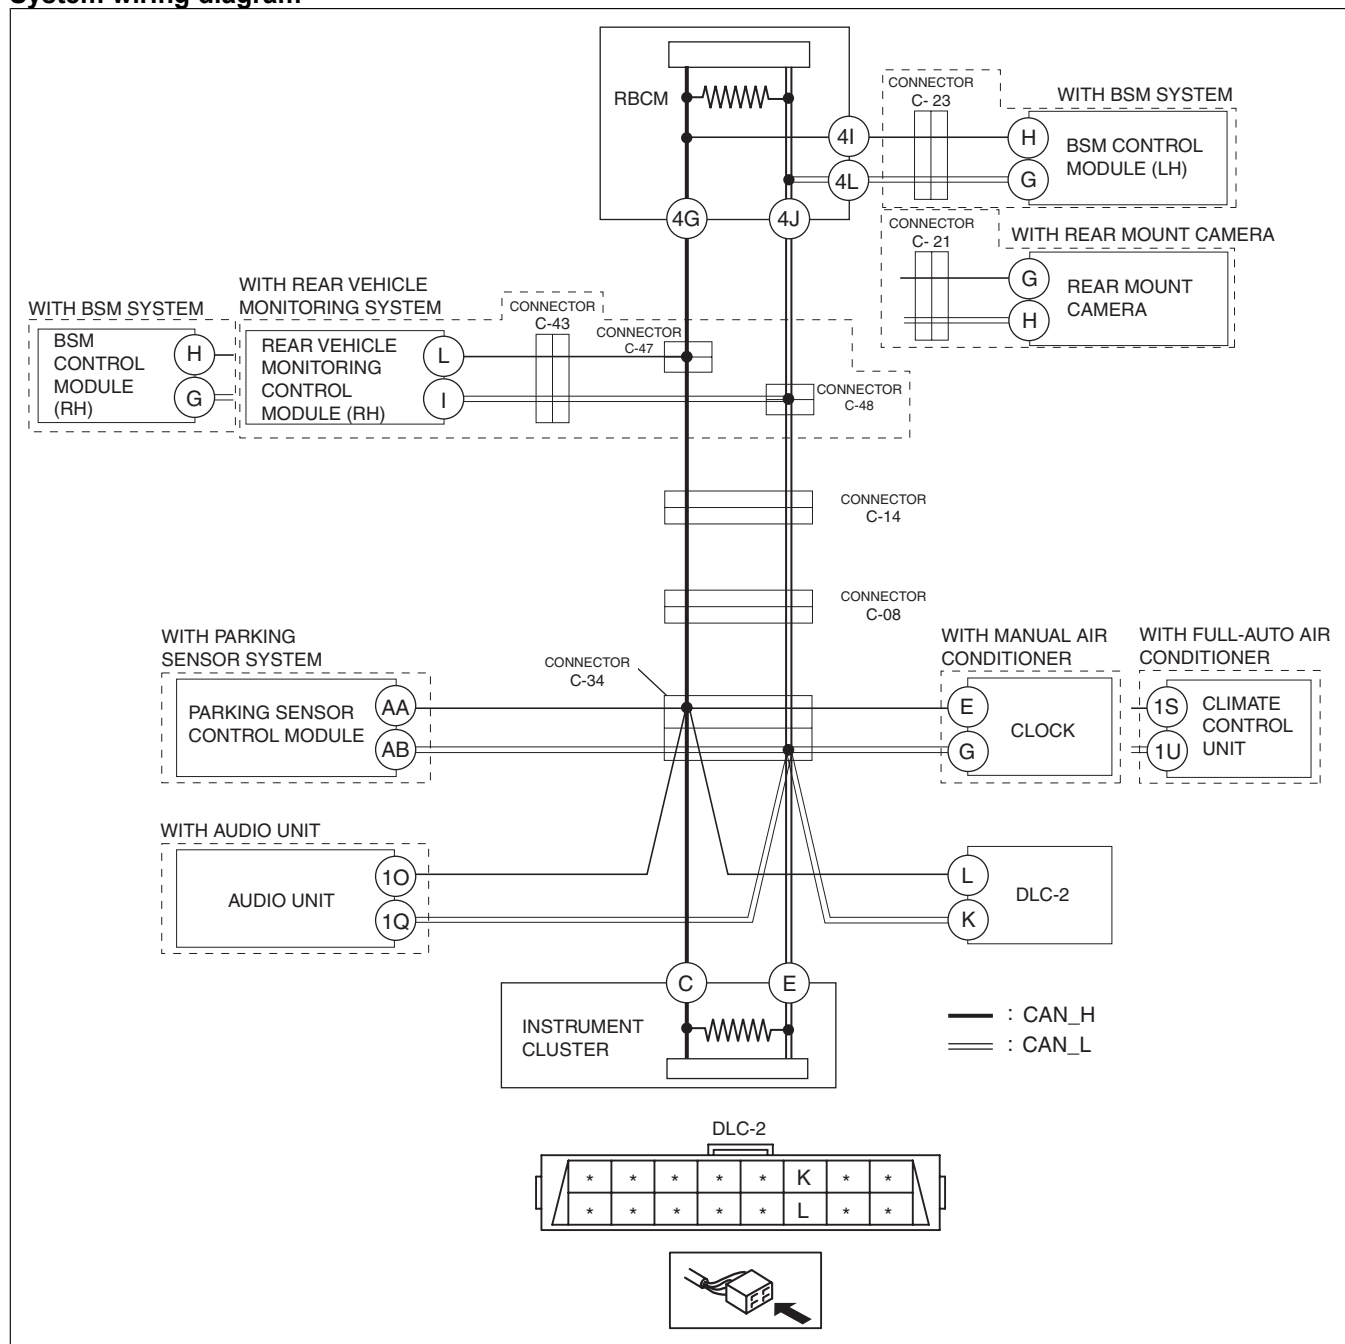 System wiring diagram
RBCM
4I
4L
4G
4J
CONNECTOR
C- 23
WITH BSM SYSTEM
H
G
BSM CONTROL
MODULE (LH)
CONNECTOR
C- 21
WITH REAR MOUNT CAMERA
G
H
REAR MOUNT
CAMERA
WITH BSM SYSTEM
BSM
CONTROL
MODULE
(RH)
H
G
WITH REAR VEHICLE
MONITORING SYSTEM
REAR VEHICLE
MONITORING
CONTROL
MODULE (RH)
L
I
CONNECTOR
C-43
CONNECTOR
C-47
CONNECTOR
C-48
CONNECTOR
C-14
CONNECTOR
C-08
WITH PARKING
SENSOR SYSTEM
PARKING SENSOR
CONTROL MODULE
AA
AB
CONNECTOR
C-34
WITH MANUAL AIR
CONDITIONER
E
G
CLOCK
WITH FULL-AUTO AIR
CONDITIONER
1S
1U
CLIMATE
CONTROL
UNIT
WITH AUDIO UNIT
AUDIO UNIT
1O
1Q
L
K
DLC-2
C
E
INSTRUMENT
CLUSTER
: CAN_H
: CAN_L
DLC-2
* * * * * K * *
* * * * * L * *